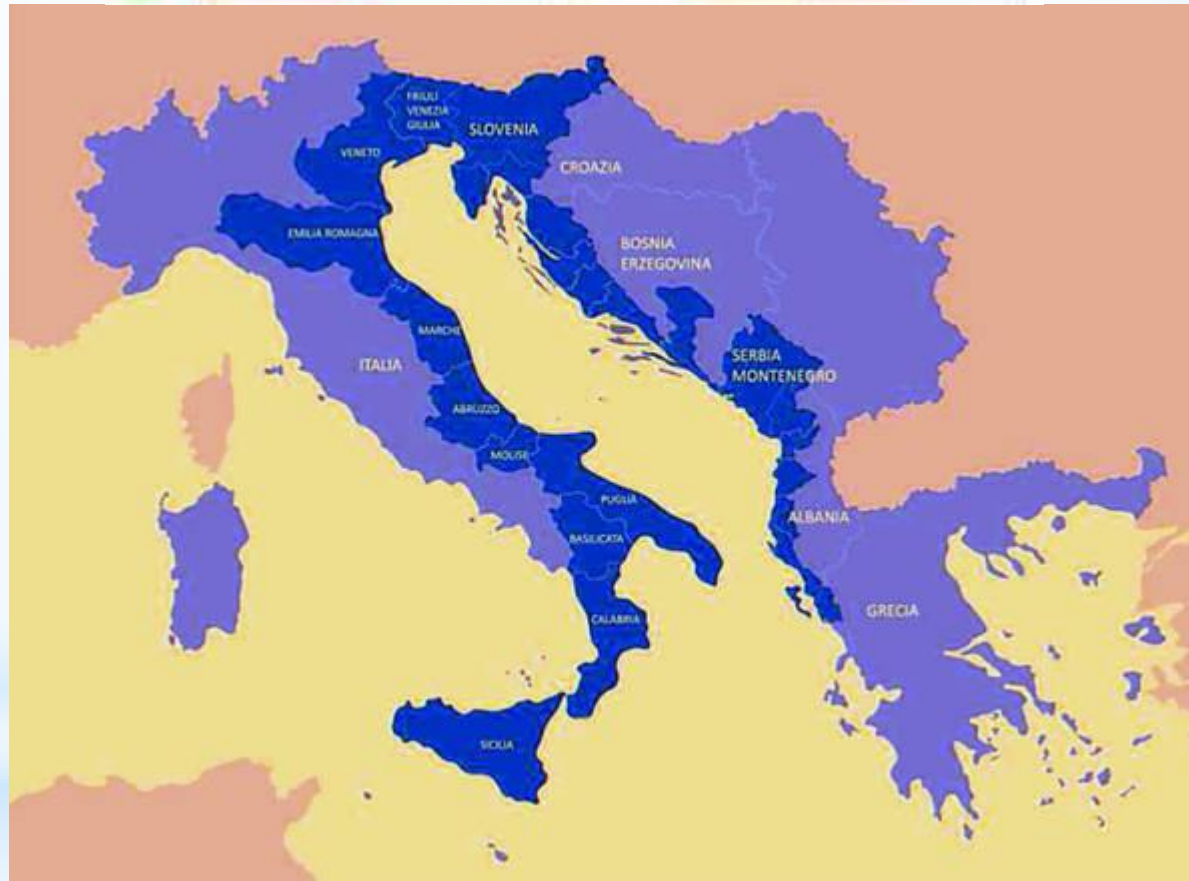 FRIULI
VENEZIA
GIULIA
SLOVENIA
VENETO
CROAZIA
EMILIA ROMAGNA
BOSNIA
ERZEGOVINA
MARCHE
ITALIA
SERBIA
MONTENEGRO
ABRUZZO
MOLISE
PUGLIA
ALBANIA
BASILICATA
GRECIA
CALABRIA
SICILIA